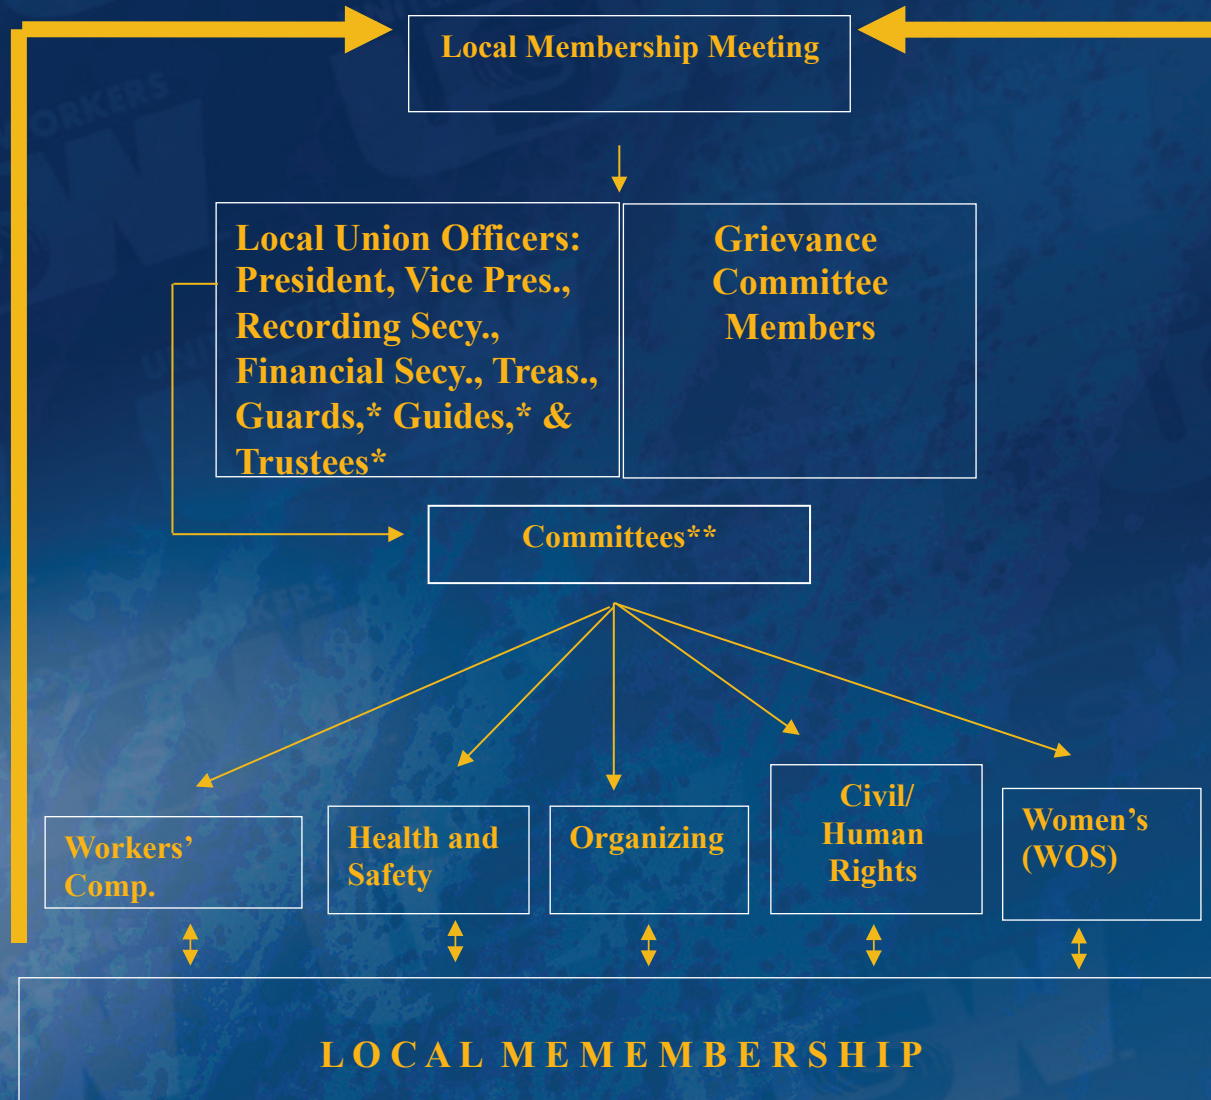 Local Membership Meeting
Local Union Officers:
President, Vice Pres.,
Recording Secy.,
Financial Secy., Treas.,
Guards,* Guides,* &
Trustees*
Grievance
Committee
Members
Committees**
Workers’
Comp.
Health and
Safety
Organizing
Civil/
Human
Rights
Women’s
(WOS)
LOCAL MEMEMBERSHIP